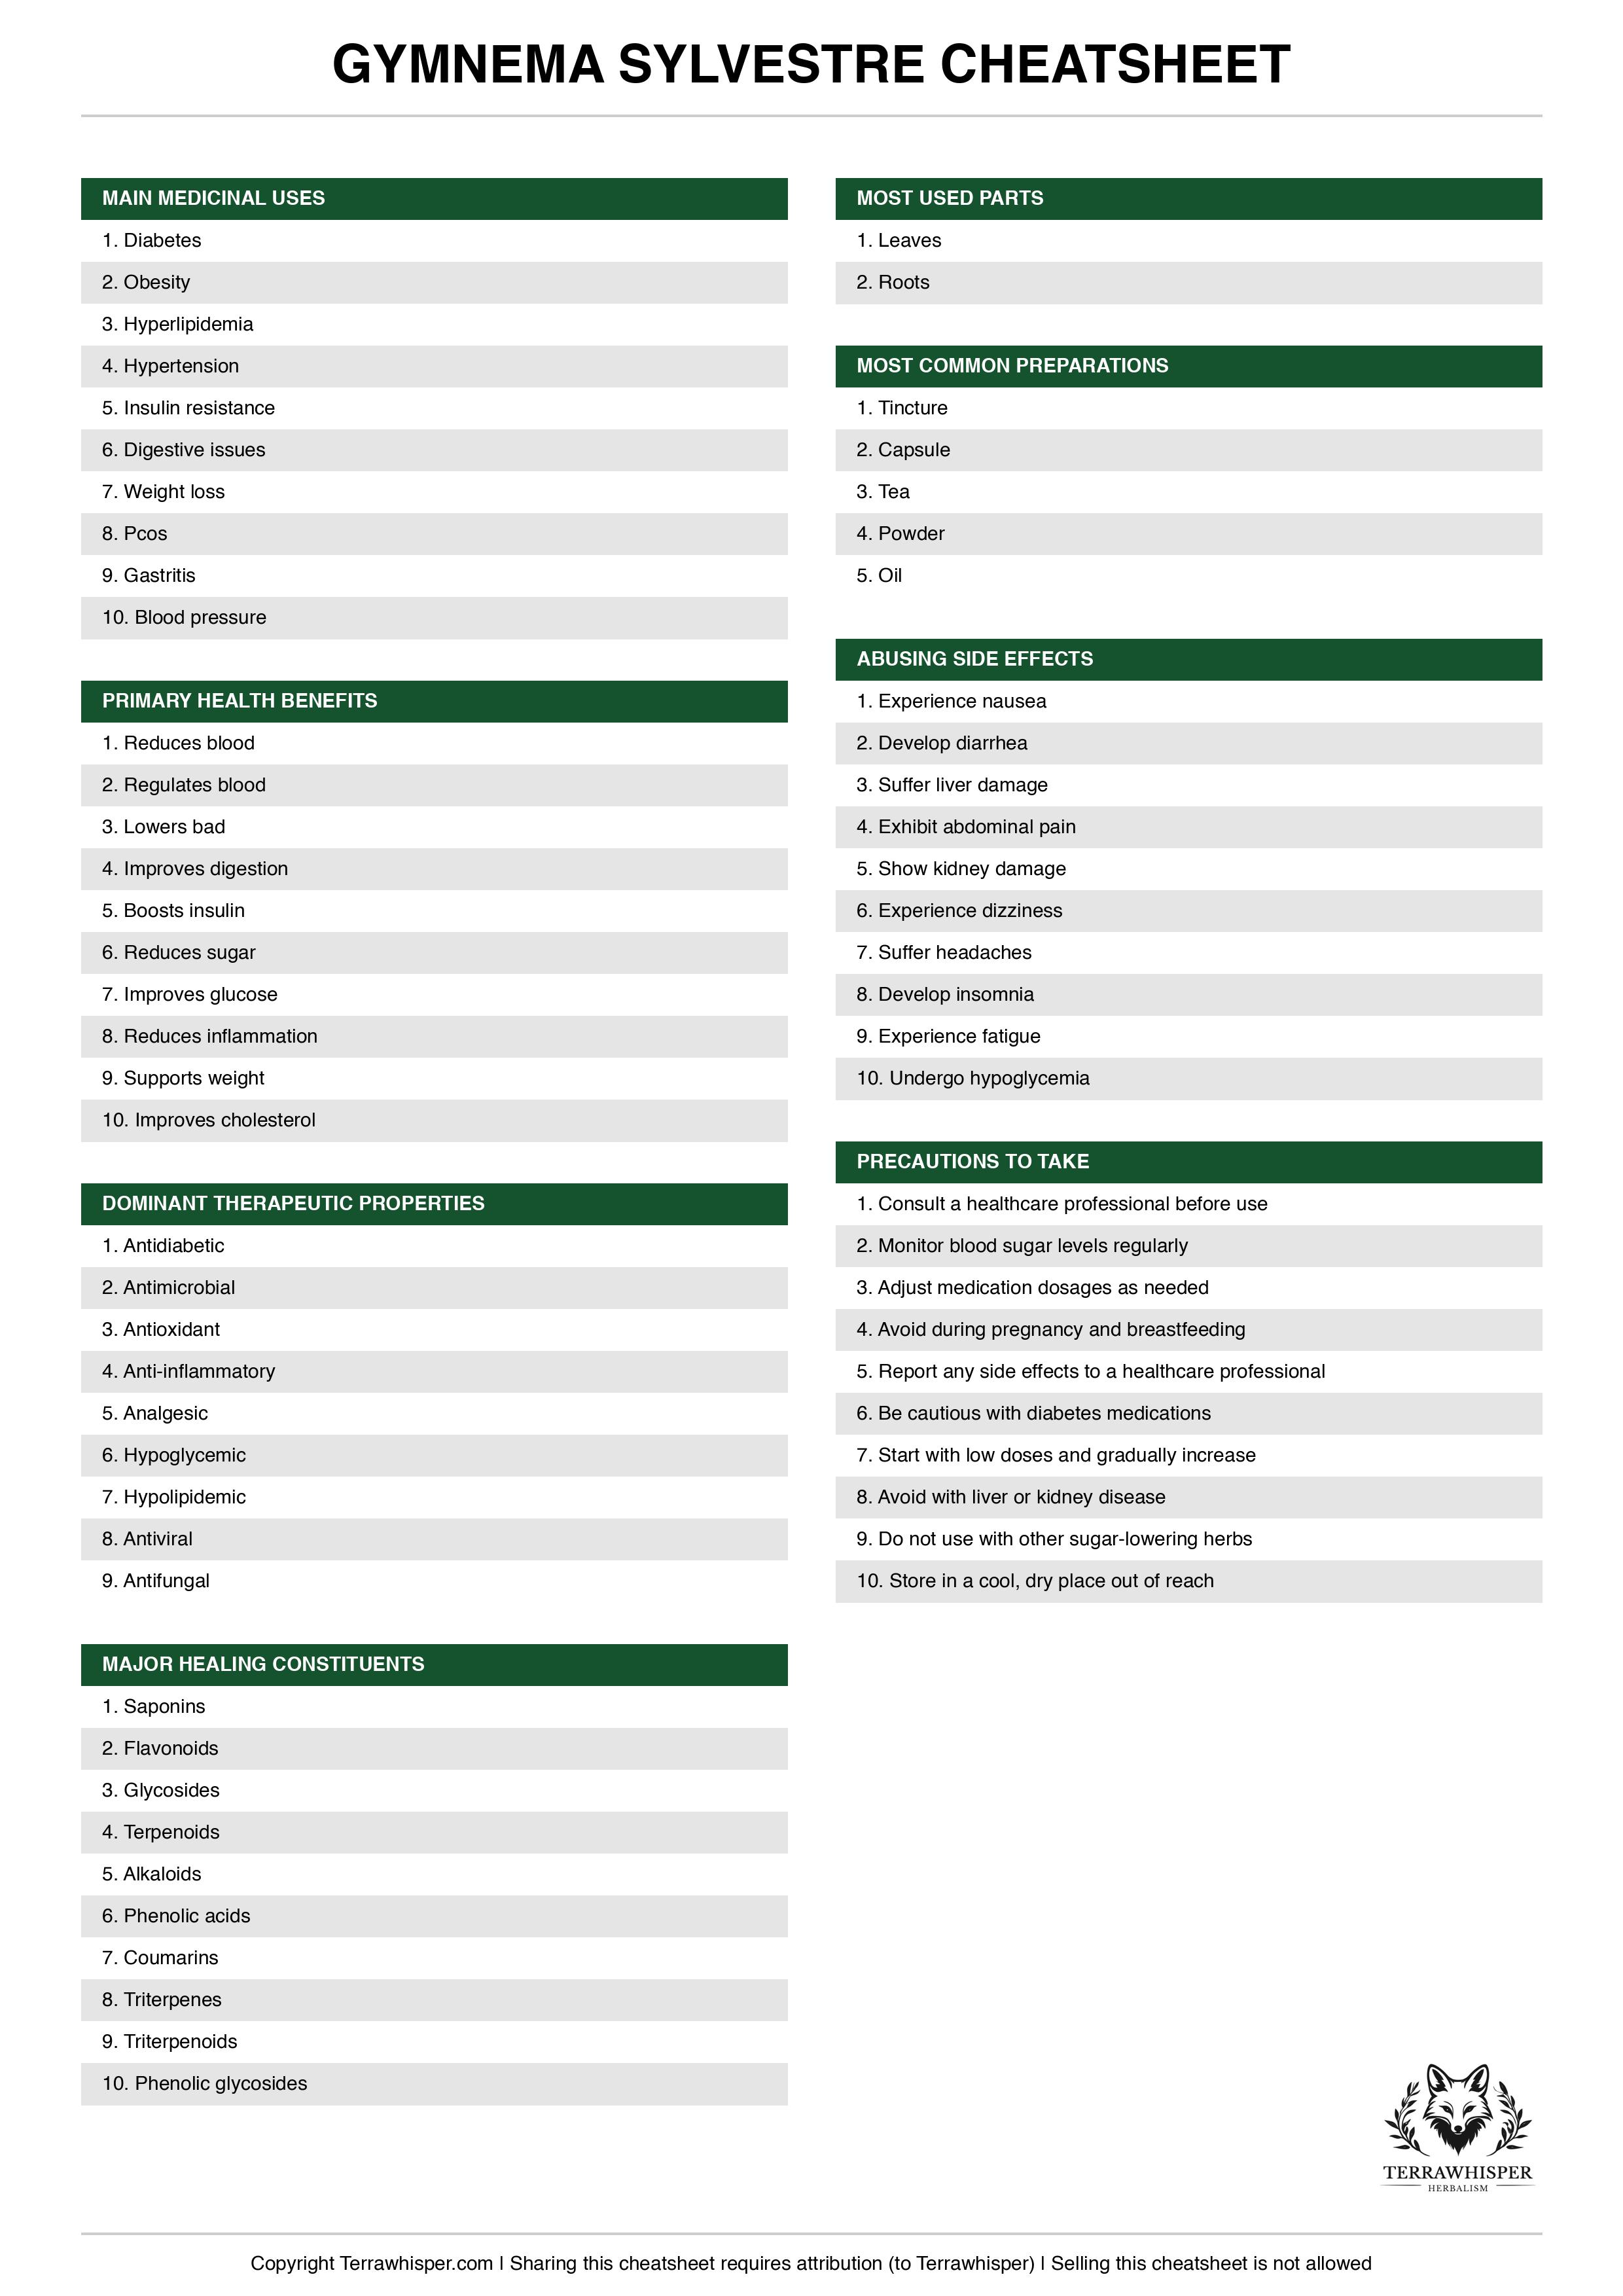 GYMNEMA SYLVESTRE CHEATSHEET
MAIN MEDICINAL USES
1. Diabetes
2. Obesity
3. Hyperlipidemia
4. Hypertension
5. Insulin resistance
6. Digestive issues
7. Weight loss
8. Pcos
9. Gastritis
10. Blood pressure
PRIMARY HEALTH BENEFITS
1. Reduces blood
2. Regulates blood
3. Lowers bad
4. Improves digestion
5. Boosts insulin
6. Reduces sugar
7. Improves glucose
8. Reduces inflammation
9. Supports weight
10. Improves cholesterol
DOMINANT THERAPEUTIC PROPERTIES
1. Antidiabetic
2. Antimicrobial
3. Antioxidant
4. Anti-inflammatory
5. Analgesic
6. Hypoglycemic
7. Hypolipidemic
8. Antiviral
9. Antifungal
MAJOR HEALING CONSTITUENTS
1. Saponins
2. Flavonoids
3. Glycosides
4. Terpenoids
5. Alkaloids
6. Phenolic acids
7. Coumarins
8. Triterpenes
9. Triterpenoids
10. Phenolic glycosides
MOST USED PARTS
1. Leaves
2. Roots
MOST COMMON PREPARATIONS
1. Tincture
2. Capsule
3. Tea
4. Powder
5. Oil
ABUSING SIDE EFFECTS
1. Experience nausea
2. Develop diarrhea
3. Suffer liver damage
4. Exhibit abdominal pain
5. Show kidney damage
6. Experience dizziness
7. Suffer headaches
8. Develop insomnia
9. Experience fatigue
10. Undergo hypoglycemia
PRECAUTIONS TO TAKE
1. Consult a healthcare professional before use
2. Monitor blood sugar levels regularly
3. Adjust medication dosages as needed
4. Avoid during pregnancy and breastfeeding
5. Report any side effects to a healthcare professional
6. Be cautious with diabetes medications
7. Start with low doses and gradually increase
8. Avoid with liver or kidney disease
9. Do not use with other sugar-lowering herbs
10. Store in a cool, dry place out of reach
TERRAWHISPER
HERBALISM
Copyright Terrawhisper.com | Sharing this cheatsheet requires attribution (to Terrawhisper) | Selling this cheatsheet is not allowed